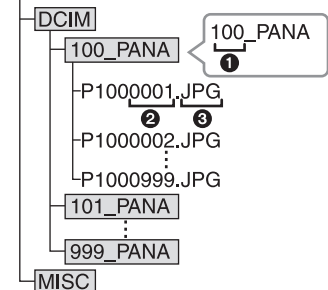 DCIM
100_PANA
100_PANA
❶
P1000001.JPG
❷ ❸
P1000002.JPG
P1000999.JPG
101_PANA
999_PANA
MISC